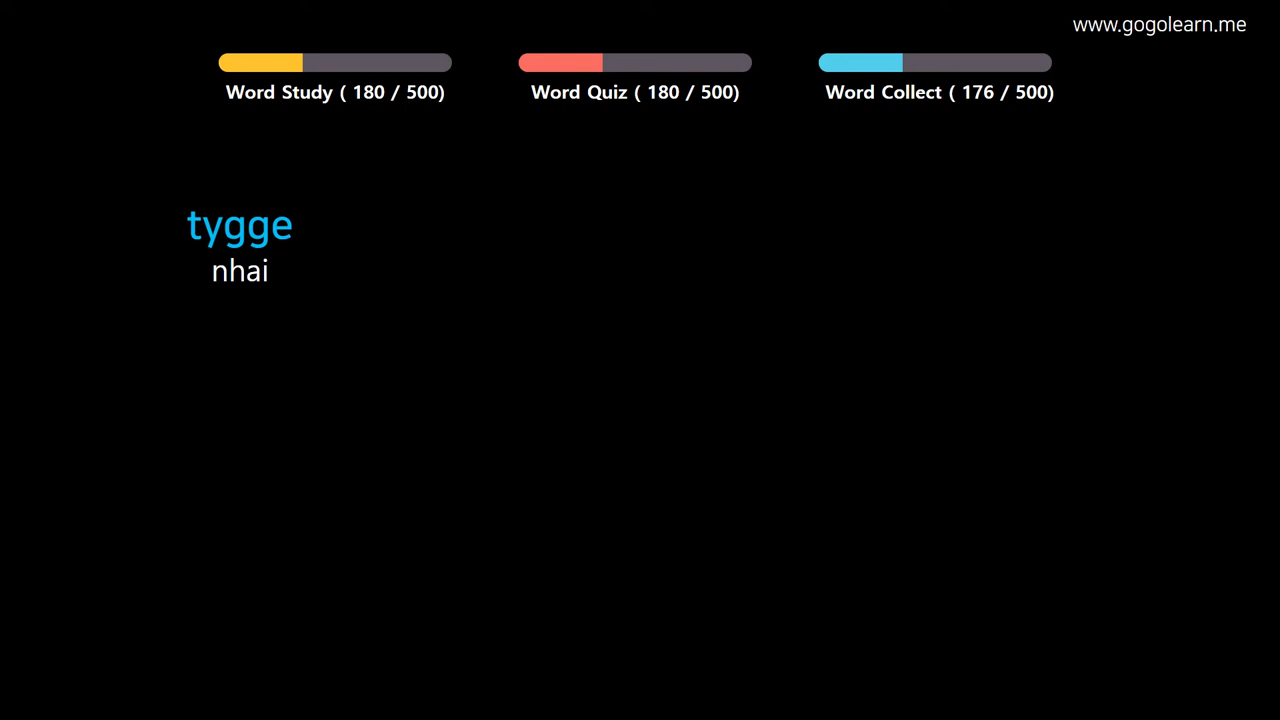 www.gogolearn.me
Word Study ( 180 / 500)
Word Quiz ( 180 / 500)
Word Collect ( 176 / 500)
tygge
nhai